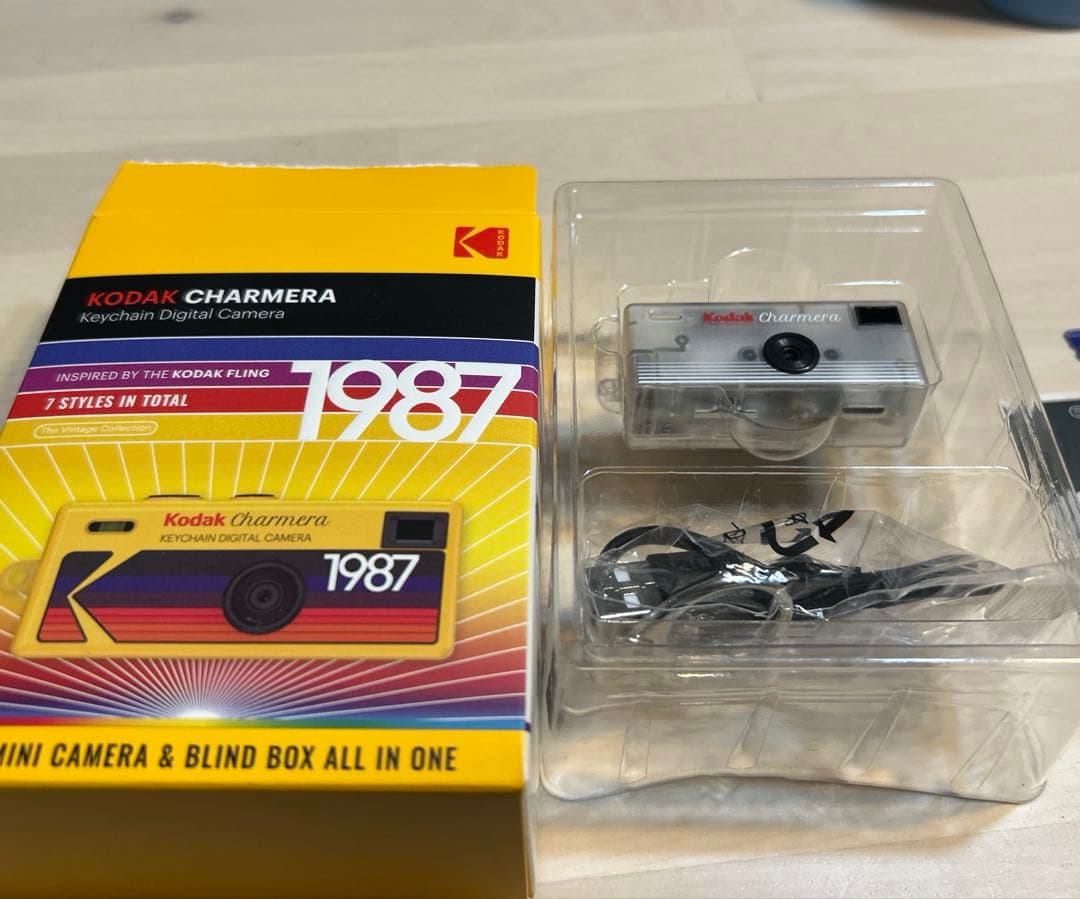 KODAK
KODAK CHARMERA
Keychain Digital Camera
INSPIRED BY THE KODAK FLING
1987
7 STYLES IN TOTAL
The Vintage Collection
Kodak Charmera
KEYCHAIN DIGITAL CAMERA
1987
MINI CAMERA & BLIND BOX ALL IN ONE
Kodak Charmera